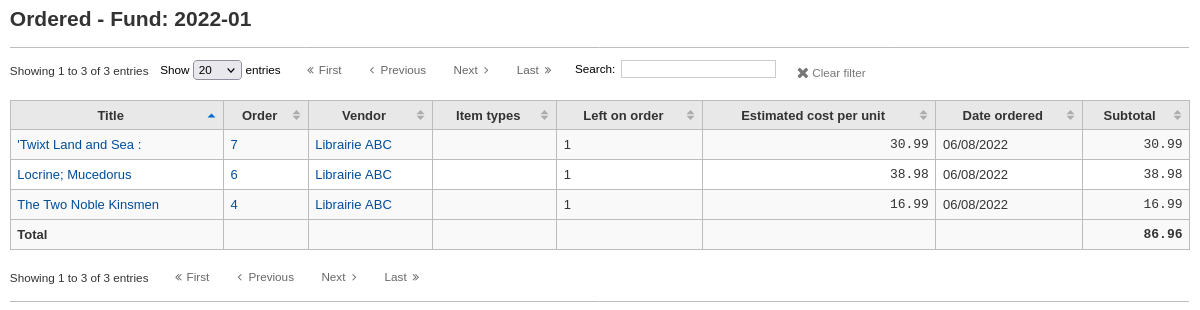 Ordered - Fund: 2022-01
Showing 1 to 3 of 3 entries Show 20 entries First Previous Next Last Search: Clear filter
Title Order Vendor Item types Left on order Estimated cost per unit Date ordered Subtotal
'Twixt Land and Sea : 7 Librairie ABC 1 30.99 06/08/2022 30.99
Locrine; Mucedorus 6 Librairie ABC 1 38.98 06/08/2022 38.98
The Two Noble Kinsmen 4 Librairie ABC 1 16.99 06/08/2022 16.99
Total 86.96
Showing 1 to 3 of 3 entries First Previous Next Last